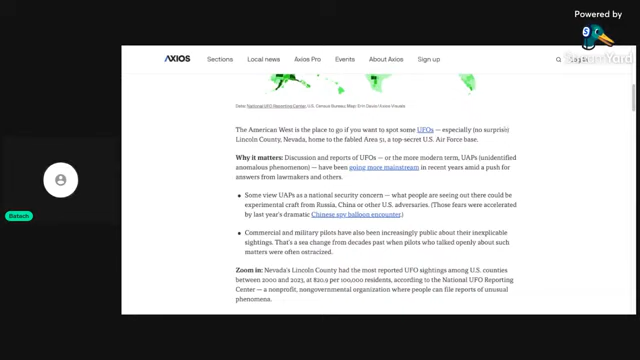 Powered by
StreamYard
AXIOS Sections Local news Axios Pro Events About Axios Sign up
Data: National UFO Reporting Center, U.S. Census Bureau; Map: Erin Davis/Axios Visuals
The American West is the place to go if you want to spot some UFOs — especially (no surprise)
Lincoln County, Nevada, home to the fabled Area 51, a top-secret U.S. Air Force base.
Why it matters: Discussion and reports of UFOs — or the more modern term, UAPs (unidentified
anomalous phenomenon) — have been going more mainstream in recent years amid a push for
answers from lawmakers and others.
Some view UAPs as a national security concern — what people are seeing out there could be
experimental craft from Russia, China or other U.S. adversaries. (Those fears were accelerated
by last year's dramatic Chinese spy balloon encounter.)
Commercial and military pilots have also been increasingly public about their inexplicable
sightings. That's a sea change from decades past when pilots who talked openly about such
matters were often ostracized.
Zoom in: Nevada's Lincoln County had the most reported UFO sightings among U.S. counties
between 2000 and 2023, at 820.9 per 100,000 residents, according to the National UFO Reporting
Center — a nonprofit, nongovernmental organization where people can file reports of unusual
phenomena.
Batach